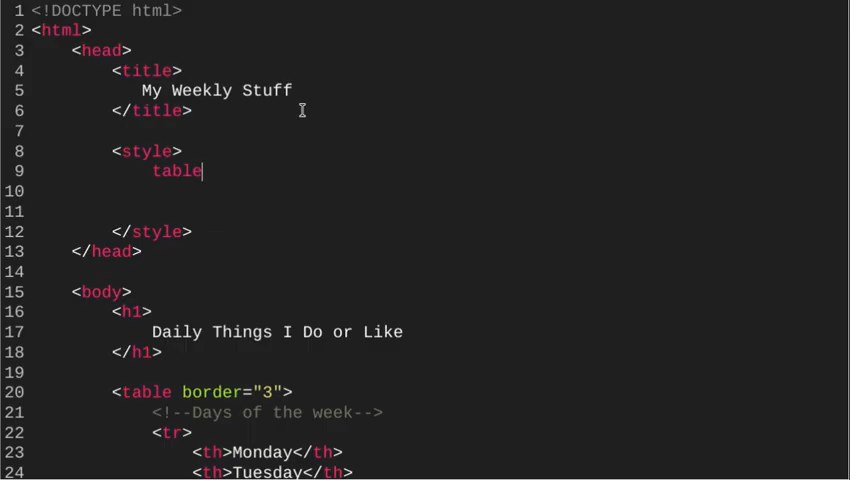 1 <!DOCTYPE html>
2 <html>
3     <head>
4         <title>
5            My Weekly Stuff
6         </title>
7
8         <style>
9             table
10
11
12         </style>
13     </head>
14
15     <body>
16         <h1>
17             Daily Things I Do or Like
18         </h1>
19
20         <table border="3">
21             <!--Days of the week-->
22             <tr>
23                 <th>Monday</th>
24                 <th>Tuesday</th>